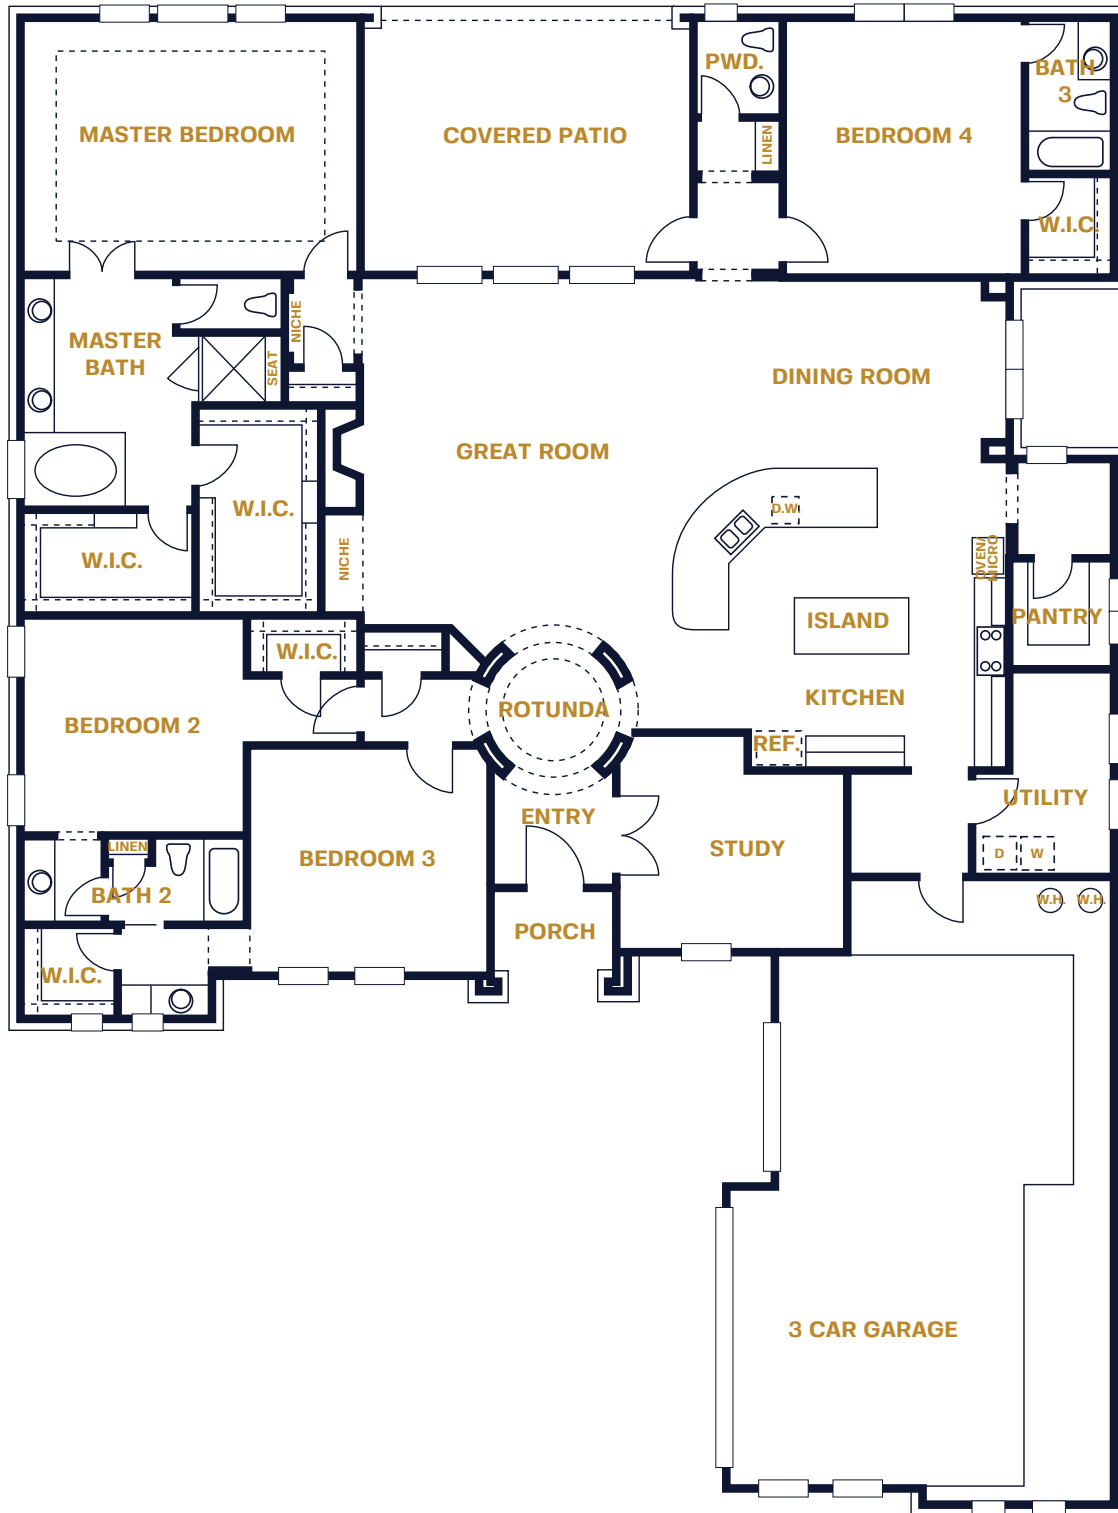 PWD.
BATH
3
MASTER BEDROOM
COVERED PATIO
LINEN
BEDROOM 4
W.I.C.
NICHE
MASTER
BATH
SEAT
DINING ROOM
GREAT ROOM
W.I.C.
D.W.
W.I.C.
NICHE
OVEN/
MICRO
PANTRY
ISLAND
W.I.C.
ROTUNDA
KITCHEN
BEDROOM 2
REF.
UTILITY
ENTRY
LINEN
BEDROOM 3
STUDY
D
W
BATH 2
W.H.
W.H.
PORCH
W.I.C.
3 CAR GARAGE